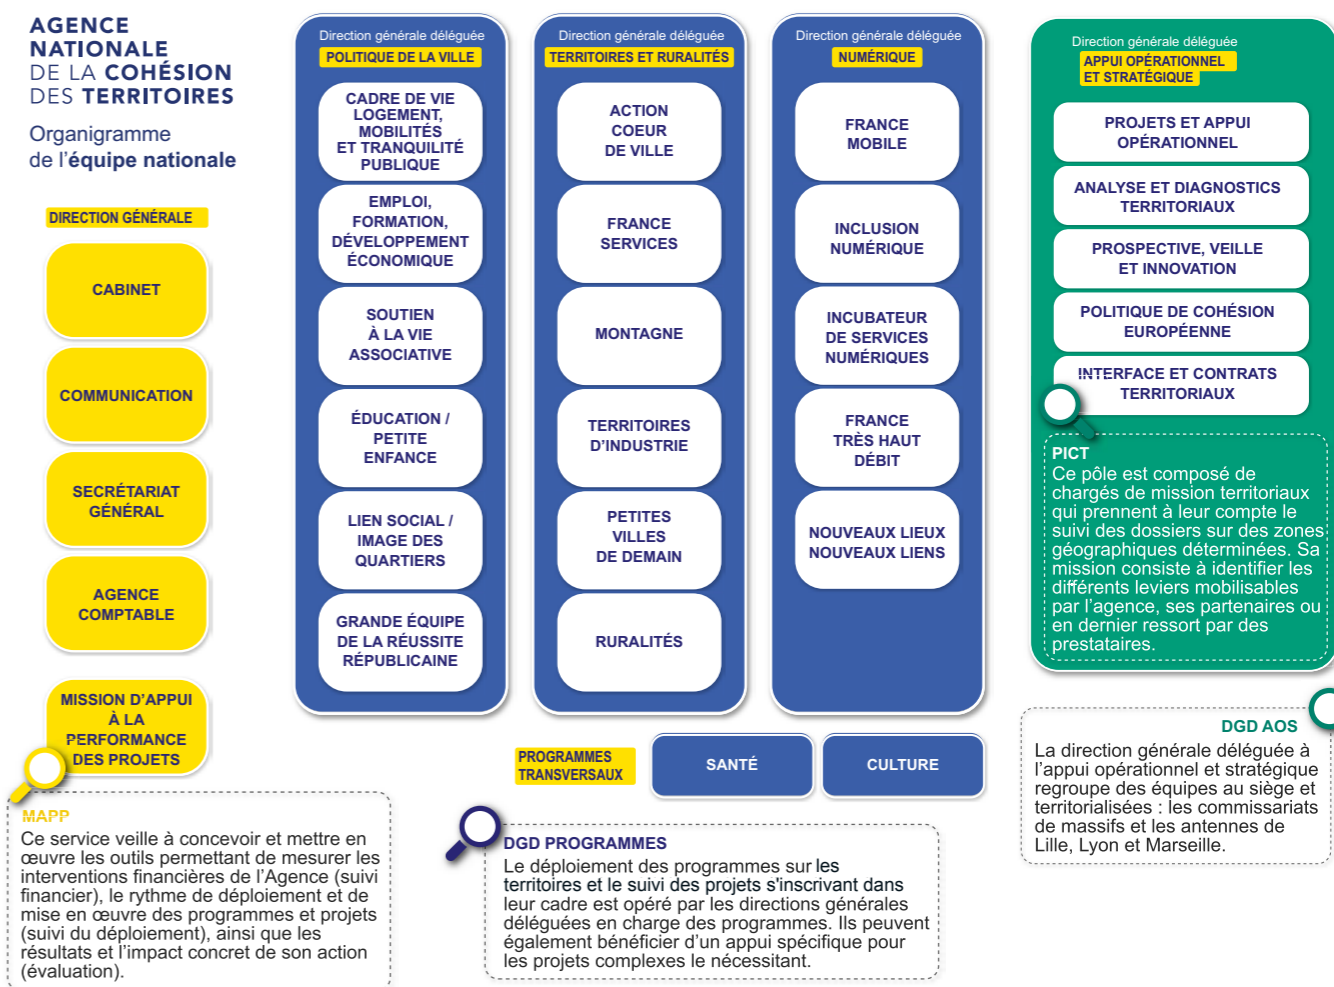 AGENCE
NATIONALE
DE LA COHÉSION
DES TERRITOIRES
Organigramme
de l'équipe nationale
DIRECTION GÉNÉRALE
CABINET
COMMUNICATION
SECRÉTARIAT
GÉNÉRAL
AGENCE
COMPTABLE
MISSION D'APPUI
À LA
PERFORMANCE
DES PROJETS
MAPP
Ce service veille à concevoir et mettre en
œuvre les outils permettant de mesurer les
interventions financières de l'Agence (suivi
financier), le rythme de déploiement et de
mise en œuvre des programmes et projets
(suivi du déploiement), ainsi que les
résultats et l'impact concret de son action
(évaluation).
Direction générale déléguée
POLITIQUE DE LA VILLE
CADRE DE VIE
LOGEMENT,
MOBILITÉS
ET TRANQUILITÉ
PUBLIQUE
EMPLOI,
FORMATION,
DÉVELOPPEMENT
ÉCONOMIQUE
SOUTIEN
À LA VIE
ASSOCIATIVE
ÉDUCATION /
PETITE
ENFANCE
LIEN SOCIAL /
IMAGE DES
QUARTIERS
GRANDE ÉQUIPE
DE LA RÉUSSITE
RÉPUBLICAINE
Direction générale déléguée
TERRITOIRES ET RURALITÉS
ACTION
COEUR
DE VILLE
FRANCE
SERVICES
MONTAGNE
TERRITOIRES
D'INDUSTRIE
PETITES
VILLES
DE DEMAIN
RURALITÉS
Direction générale déléguée
NUMÉRIQUE
FRANCE
MOBILE
INCLUSION
NUMÉRIQUE
INCUBATEUR
DE SERVICES
NUMÉRIQUES
FRANCE
TRÈS HAUT
DÉBIT
NOUVEAUX LIEUX
NOUVEAUX LIENS
PROGRAMMES
TRANSVERSAUX
SANTÉ
CULTURE
DGD PROGRAMMES
Le déploiement des programmes sur les
territoires et le suivi des projets s'inscrivant dans
leur cadre est opéré par les directions générales
déléguées en charge des programmes. Ils peuvent
également bénéficier d'un appui spécifique pour
les projets complexes le nécessitant.
Direction générale déléguée
APPUI OPÉRATIONNEL
ET STRATÉGIQUE
PROJETS ET APPUI
OPÉRATIONNEL
ANALYSE ET DIAGNOSTICS
TERRITORIAUX
PROSPECTIVE, VEILLE
ET INNOVATION
POLITIQUE DE COHÉSION
EUROPÉENNE
INTERFACE ET CONTRATS
TERRITORIAUX
PICT
Ce pôle est composé de
chargés de mission territoriaux
qui prennent à leur compte le
suivi des dossiers sur des zones
géographiques déterminées. Sa
mission consiste à identifier les
différents leviers mobilisables
par l'agence, ses partenaires ou
en dernier ressort par des
prestataires.
DGD AOS
La direction générale déléguée à
l'appui opérationnel et stratégique
regroupe des équipes au siège et
territorialisées : les commissariats
de massifs et les antennes de
Lille, Lyon et Marseille.